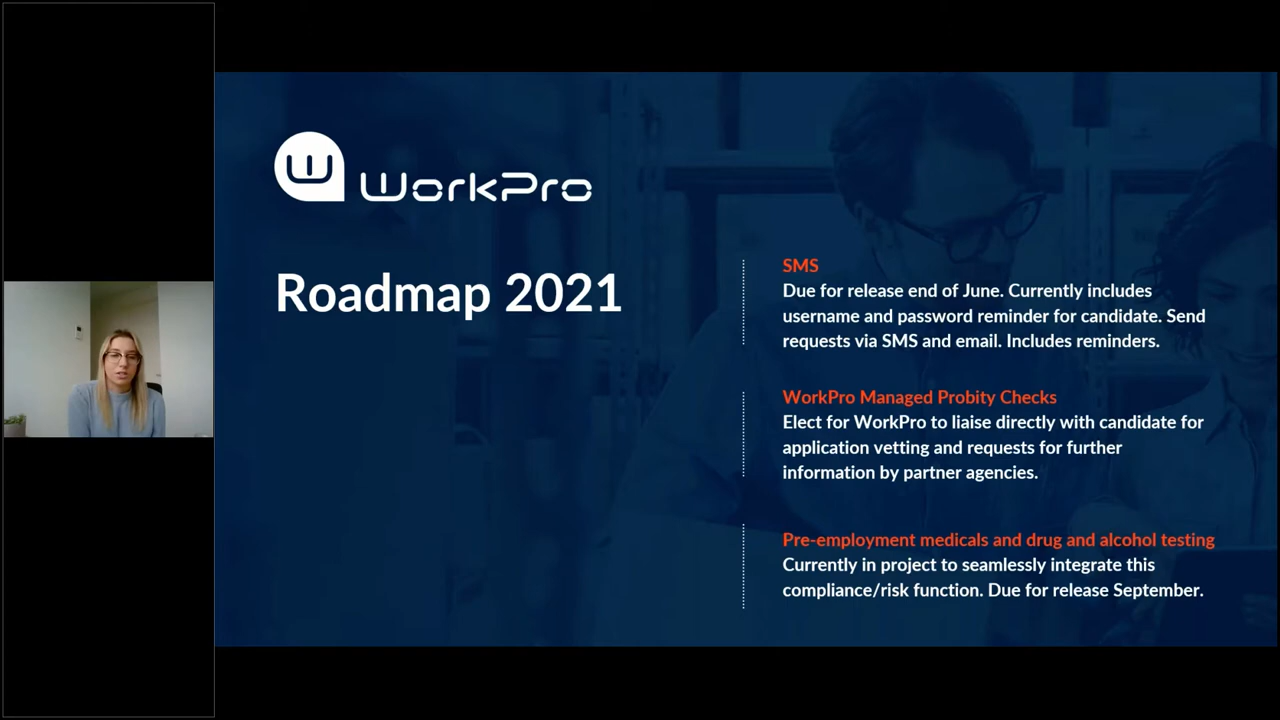 W
WorkPro
Roadmap 2021
SMS
Due for release end of June. Currently includes
username and password reminder for candidate. Send
requests via SMS and email. Includes reminders.
WorkPro Managed Probity Checks
Elect for WorkPro to liaise directly with candidate for
application vetting and requests for further
information by partner agencies.
Pre-employment medicals and drug and alcohol testing
Currently in project to seamlessly integrate this
compliance/risk function. Due for release September.